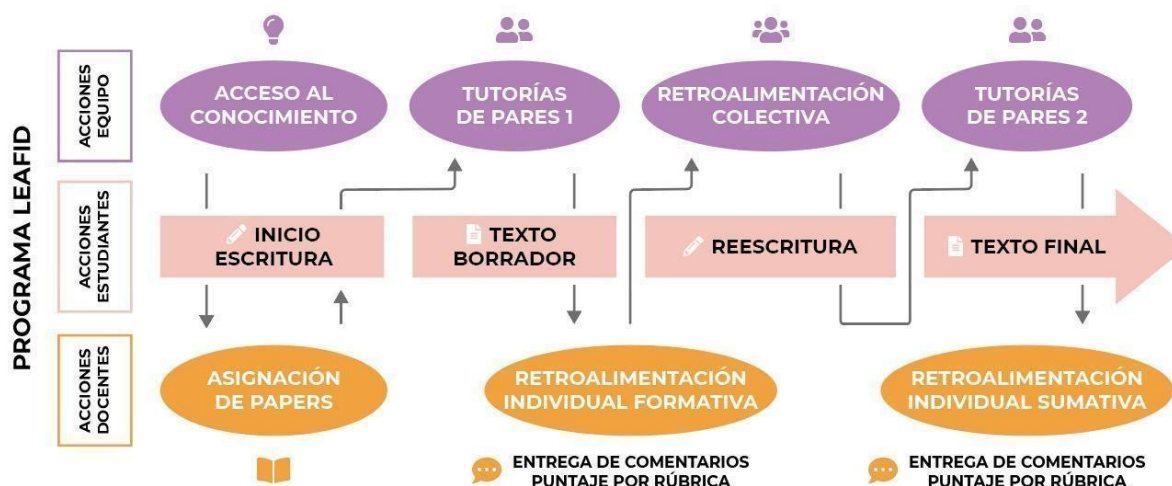 PROGRAMA LEAFID
ACCIONES
EQUIPO
ACCESO AL
CONOCIMIENTO
TUTORÍAS
DE PARES 1
RETROALIMENTACIÓN
COLECTIVA
TUTORÍAS
DE PARES 2
ACCIONES
ESTUDIANTES
INICIO
ESCRITURA
TEXTO
BORRADOR
REESCRITURA
TEXTO FINAL
ACCIONES
DOCENTES
ASIGNACIÓN
DE PAPERS
RETROALIMENTACIÓN
INDIVIDUAL FORMATIVA
RETROALIMENTACIÓN
INDIVIDUAL SUMATIVA
ENTREGA DE COMENTARIOS
PUNTAJE POR RÚBRICA
ENTREGA DE COMENTARIOS
PUNTAJE POR RÚBRICA